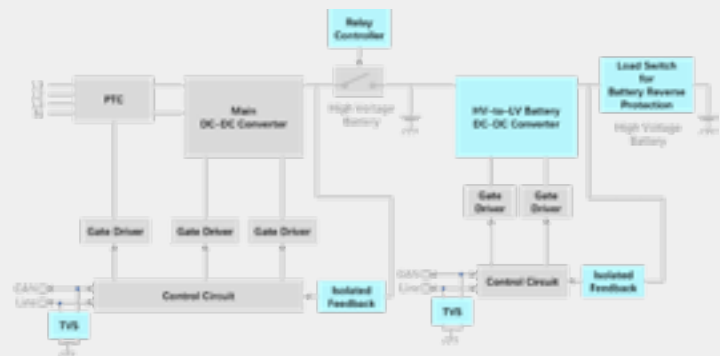 Relay
Controller
PTC
Main
DC-DC Converter
High Voltage
Battery
HV-to-LV Battery
DC-DC Converter
Load Switch
for
Battery Reverse
Protection
High Voltage
Battery
Gate Driver
Gate Driver
Gate Driver
Gate
Driver
Gate
Driver
CAN
Line
Control Circuit
Isolated
Feedback
TVS
CAN
Line
Control Circuit
Isolated
Feedback
TVS